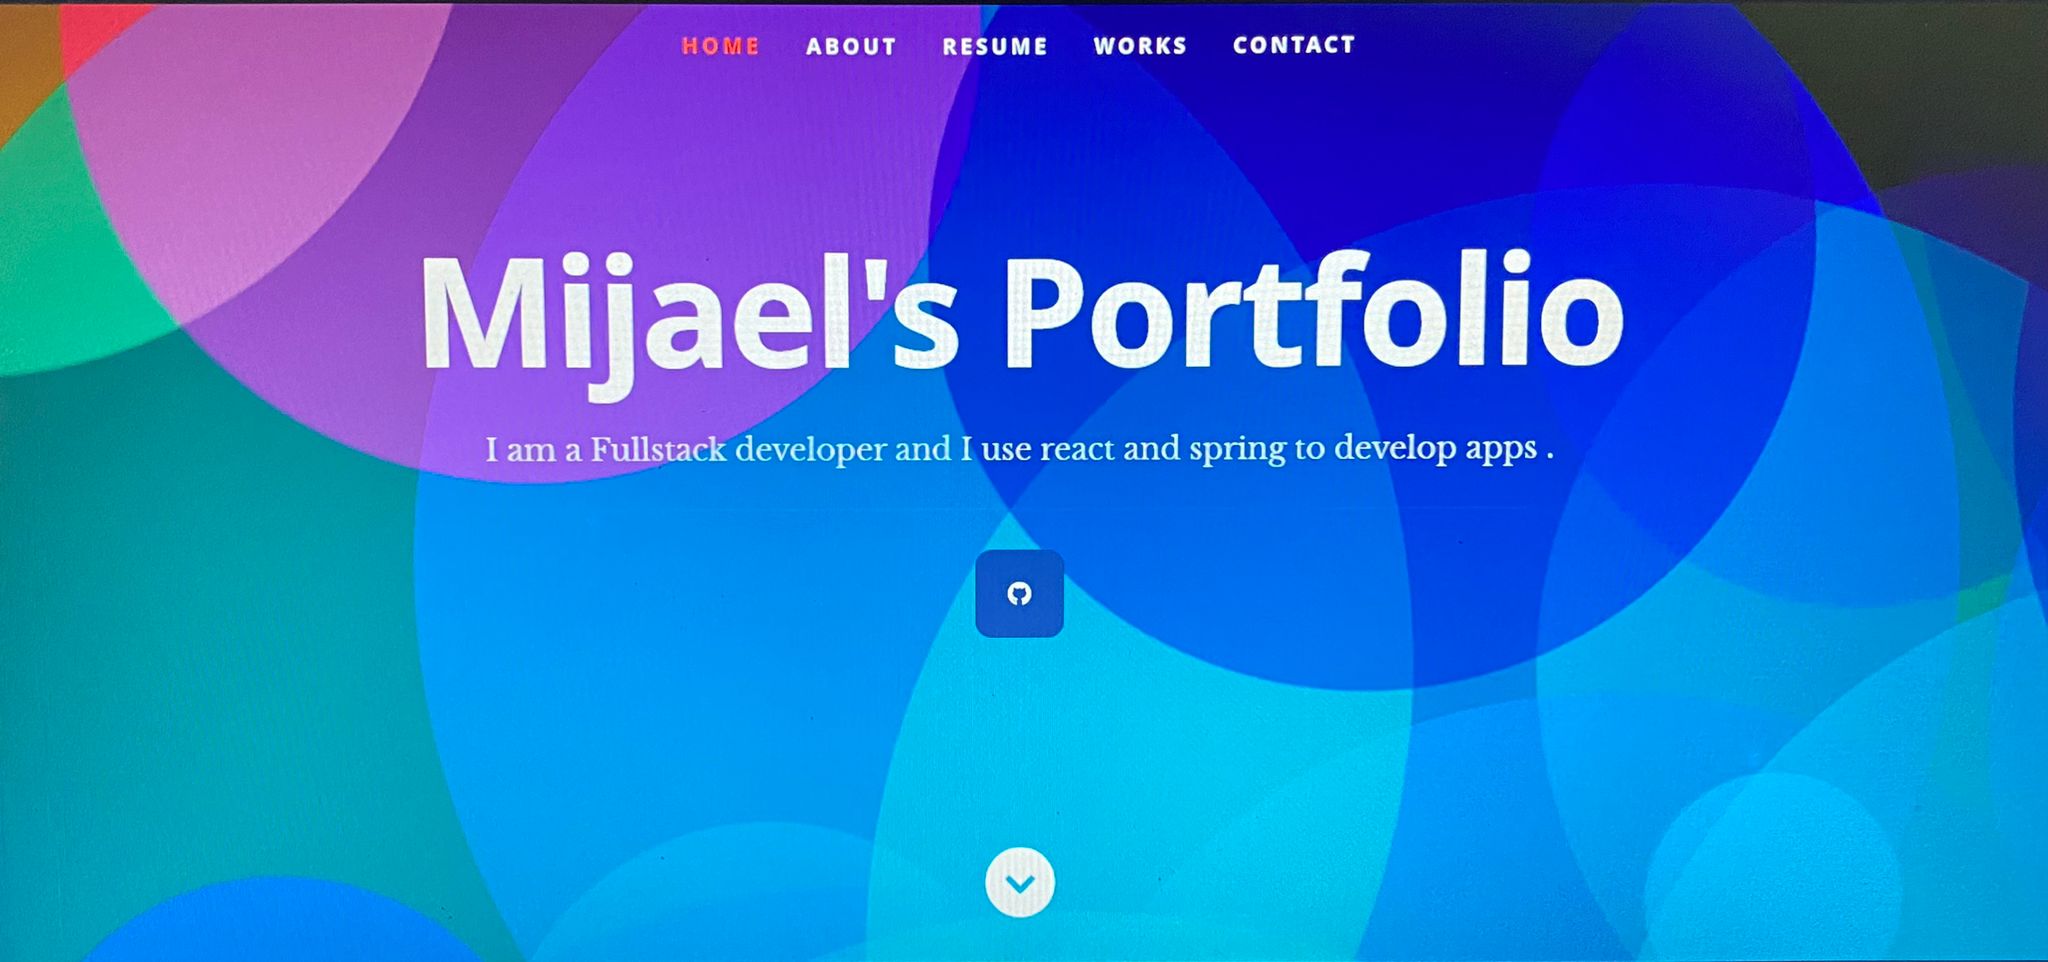 HOME ABOUT RESUME WORKS CONTACT
Mijael's Portfolio
I am a Fullstack developer and I use react and spring to develop apps .